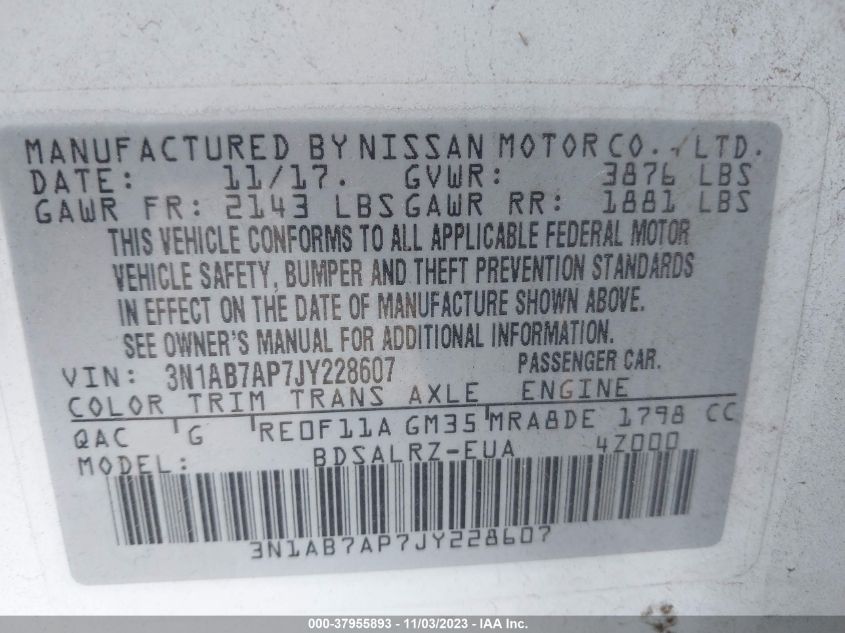 MANUFACTURED BY NISSAN MOTOR CO., LTD.
DATE: 11/17. GVWR: 3876 LBS
GAWR FR: 2143 LBS GAWR RR: 1881 LBS
THIS VEHICLE CONFORMS TO ALL APPLICABLE FEDERAL MOTOR
VEHICLE SAFETY, BUMPER AND THEFT PREVENTION STANDARDS
IN EFFECT ON THE DATE OF MANUFACTURE SHOWN ABOVE.
SEE OWNER'S MANUAL FOR ADDITIONAL INFORMATION.
VIN: 3N1AB7AP7JY228607 PASSENGER CAR.
COLOR TRIM TRANS AXLE ENGINE
QAC G RE0F11A GM35 MRA8DE 1798 CC
MODEL: BDSALRZ-EUA 4Z000
3N1AB7AP7JY228607
000-37955893 - 11/03/2023 - IAA Inc.